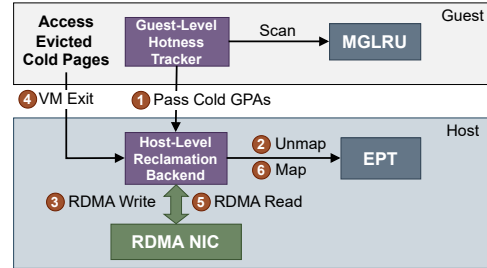 Guest
Access
Evicted
Cold Pages
Guest-Level
Hotness
Tracker
Scan
MGLRU
4 VM Exit
1 Pass Cold GPAs
Host
Host-Level
Reclamation
Backend
2 Unmap
6 Map
EPT
3 RDMA Write
5 RDMA Read
RDMA NIC